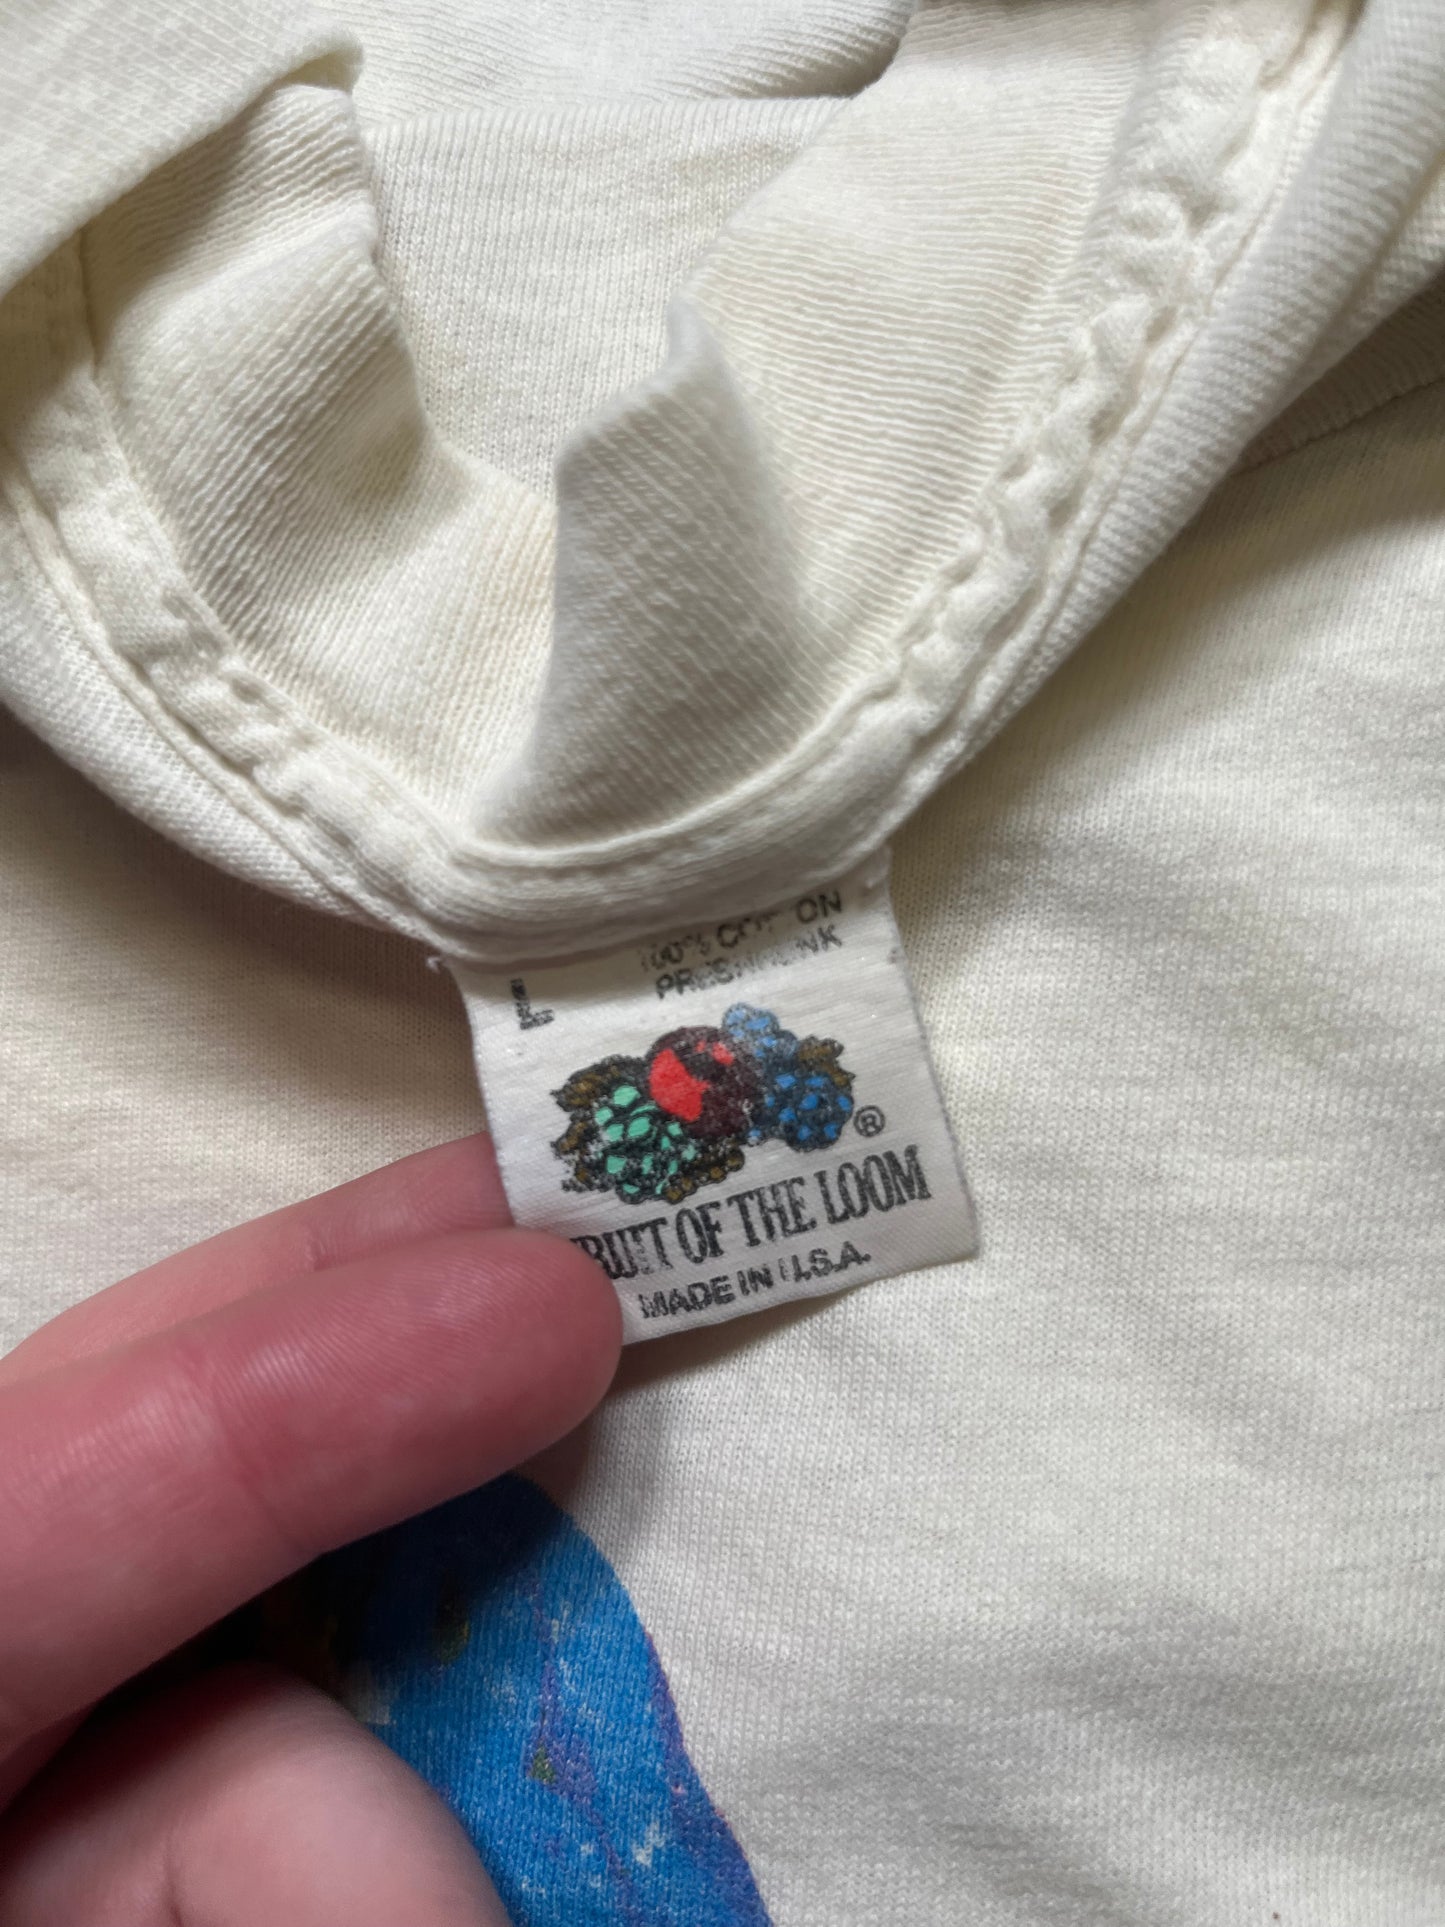 L
100% COTTON
PRESHRUNK
®
FRUIT OF THE LOOM
MADE IN U.S.A.